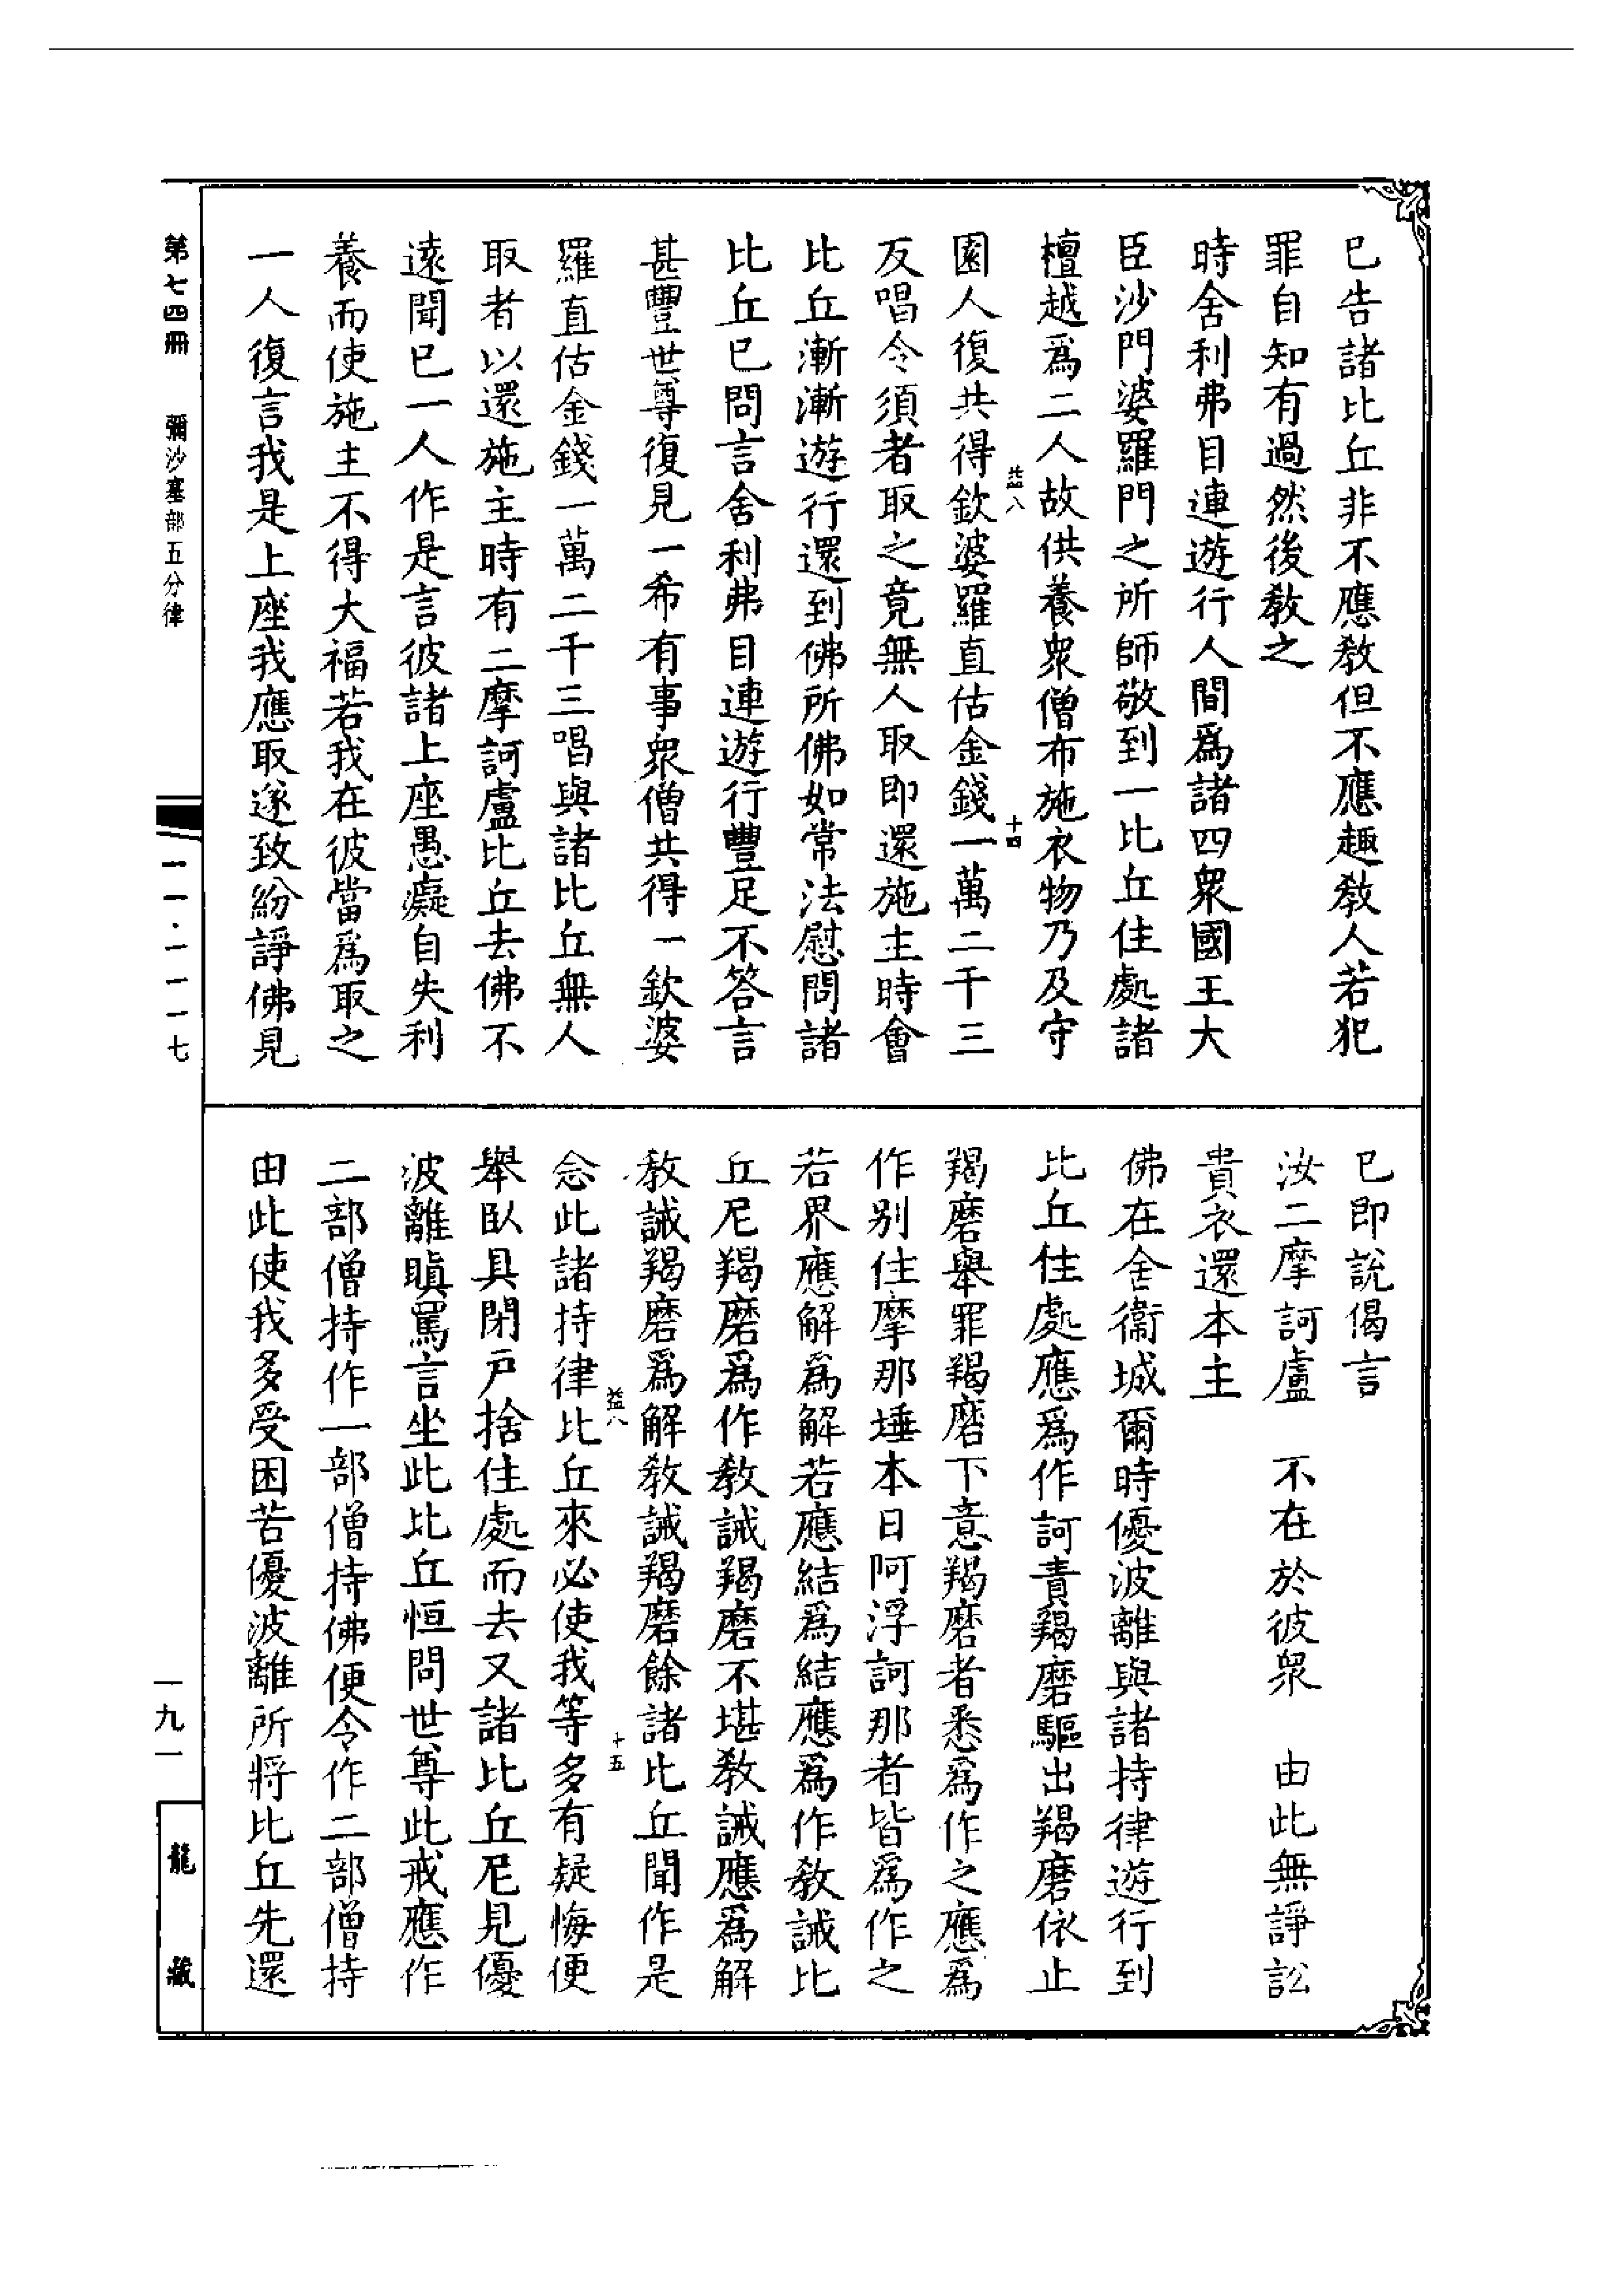 已告諸比丘非不應教但不應趣教人若犯
罪自知有過然後教之
時舍利弗目連遊行人間爲諸四衆國王大
臣沙門婆羅門之所師敬到一比丘住處諸
檀越爲二人故供養衆僧布施衣物乃及守
益八
十四
園人復共得欽婆羅直估金錢一萬二千三
反唱令須者取之竟無人取即還施主時會
比丘漸漸遊行還到佛所佛如常法慰問諸
比丘已問言舍利弗目連遊行豐足不答言
甚豐世尊復見一希有事衆僧共得一欽婆
羅直估金錢一萬二千三唱與諸比丘無人
取者以還施主時有二摩訶盧比丘去佛不
遠聞已一人作是言彼諸上座愚癡自失利
養而使施主不得大福若我在彼當爲取之
一人復言我是上座我應取遂致紛諍佛見
已即說偈言
汝二摩訶盧 不在於彼衆 由此無諍訟
貴衣還本主
佛在舍衞城爾時優波離與諸持律遊行到
比丘住處應爲作訶責羯磨驅出羯磨依止
羯磨舉罪羯磨下意羯磨者悉爲作之應爲
作別住摩那埵本日阿浮訶那者皆爲作之
若界應解爲解若應結爲結應爲作教誡比
丘尼羯磨爲作教誡羯磨不堪教誡應爲解
教誡羯磨爲解教誡羯磨餘諸比丘聞作是
益八
十五
念此諸持律比丘來必使我等多有疑悔便
舉臥具閉戶捨住處而去又諸比丘尼見優
波離瞋罵言坐此比丘恒問世尊此戒應作
二部僧持作一部僧持佛便令作二部僧持
由此使我多受困苦優波離所將比丘先還
第七四冊 彌沙塞部五分律
一一·一一一七
一九一
龍藏